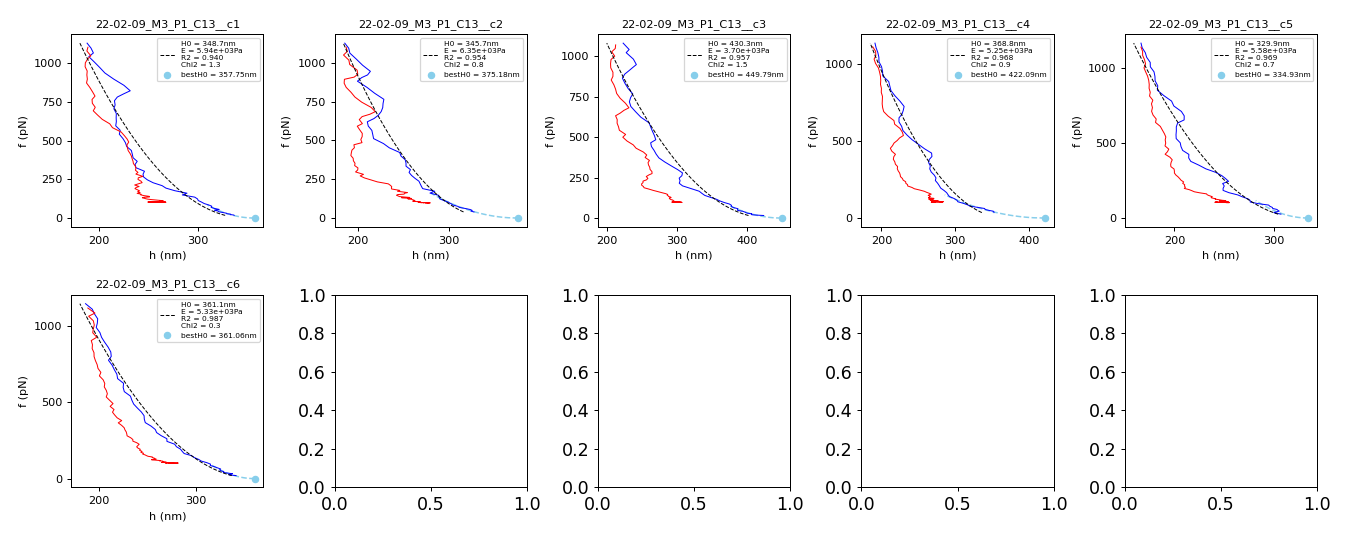 22-02-09_M3_P1_C13__c1
H0 = 348.7nm
E = 5.94e+03Pa
R2 = 0.940
Chi2 = 1.3
bestH0 = 357.75nm
1000
750
500
250
0
f (pN)
200 300
h (nm)
22-02-09_M3_P1_C13__c2
H0 = 345.7nm
E = 6.35e+03Pa
R2 = 0.954
Chi2 = 0.8
bestH0 = 375.18nm
1000
750
500
250
0
f (pN)
200 300
h (nm)
22-02-09_M3_P1_C13__c3
H0 = 430.3nm
E = 3.70e+03Pa
R2 = 0.957
Chi2 = 1.5
bestH0 = 449.79nm
1000
750
500
250
0
f (pN)
200 300 400
h (nm)
22-02-09_M3_P1_C13__c4
H0 = 368.8nm
E = 5.25e+03Pa
R2 = 0.968
Chi2 = 0.9
bestH0 = 422.09nm
1000
500
0
f (pN)
200 300 400
h (nm)
22-02-09_M3_P1_C13__c5
H0 = 329.9nm
E = 5.58e+03Pa
R2 = 0.969
Chi2 = 0.7
bestH0 = 334.93nm
1000
500
0
f (pN)
200 300
h (nm)
22-02-09_M3_P1_C13__c6
H0 = 361.1nm
E = 5.33e+03Pa
R2 = 0.987
Chi2 = 0.3
bestH0 = 361.06nm
1000
500
0
f (pN)
200 300
h (nm)
1.0
0.8
0.6
0.4
0.2
0.0
0.0 0.5 1.0
1.0
0.8
0.6
0.4
0.2
0.0
0.0 0.5 1.0
1.0
0.8
0.6
0.4
0.2
0.0
0.0 0.5 1.0
1.0
0.8
0.6
0.4
0.2
0.0
0.0 0.5 1.0